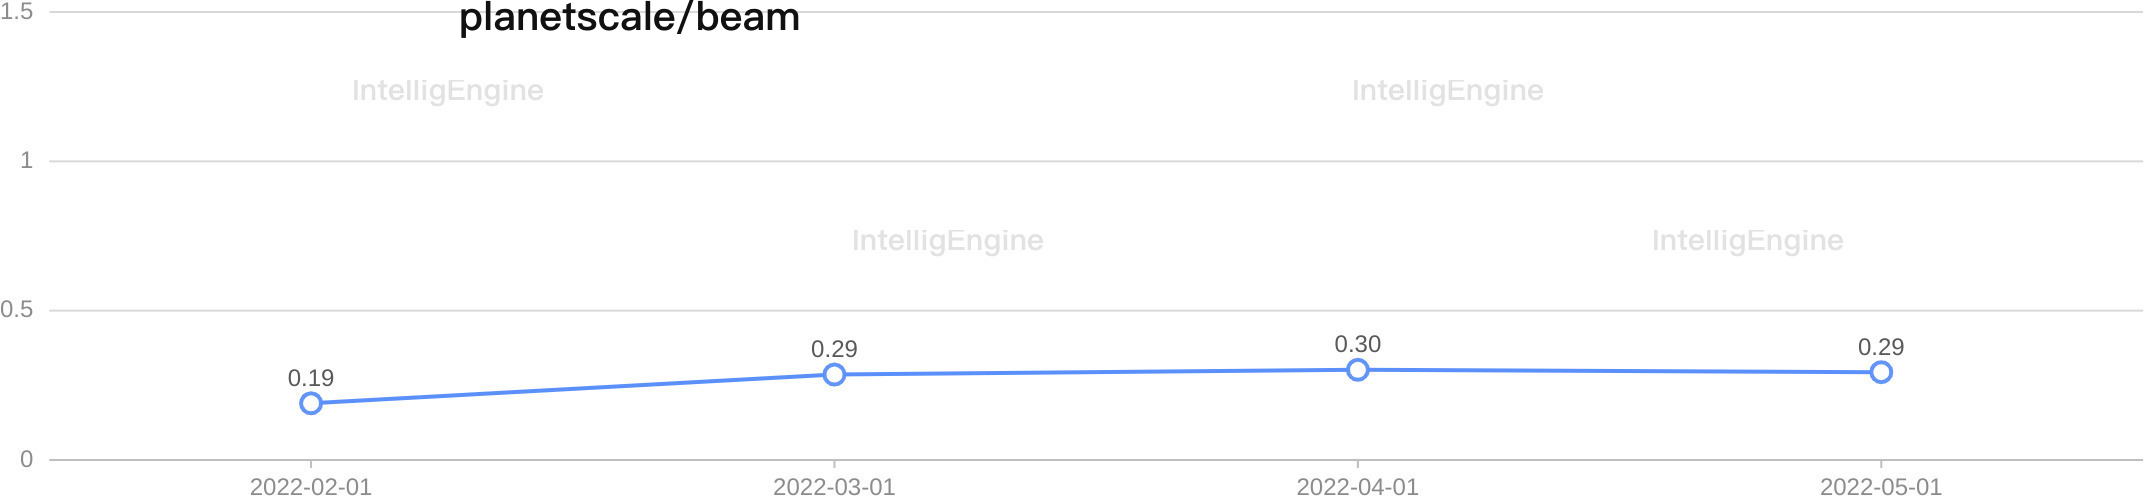 1.5
planetscale/beam
IntelligEngine IntelligEngine
1
IntelligEngine IntelligEngine
0.5
0.19 0.29 0.30 0.29
0
2022-02-01 2022-03-01 2022-04-01 2022-05-01